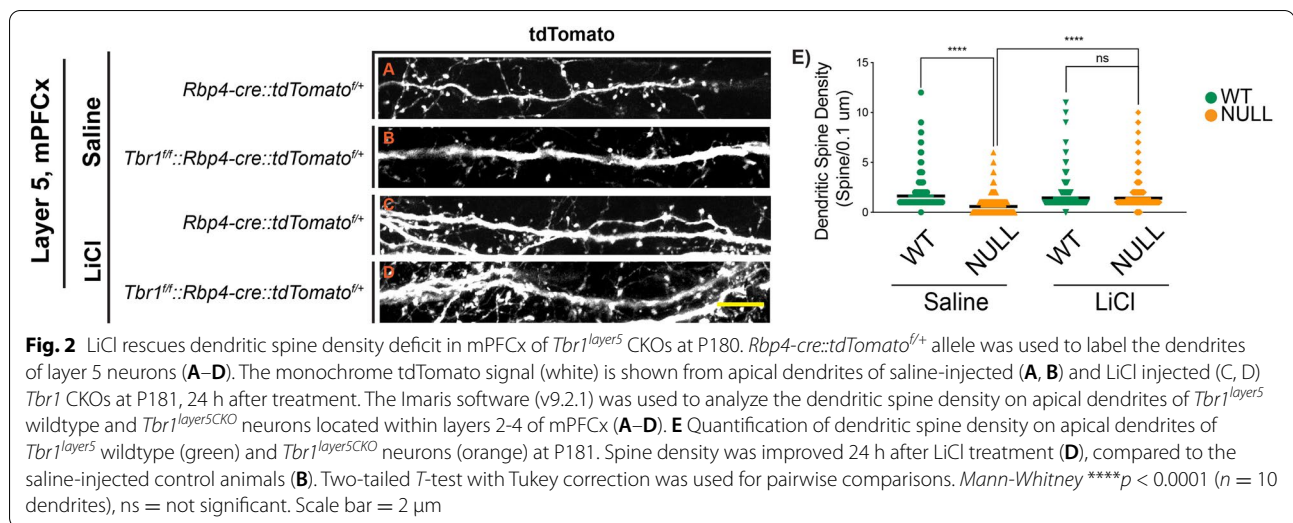 tdTomato
Layer 5, mPFCx
Saline
LiCl
A
Rbp4-cre::tdTomato^f/+
B
Tbr1^f/f::Rbp4-cre::tdTomato^f/+
C
Rbp4-cre::tdTomato^f/+
D
Tbr1^f/f::Rbp4-cre::tdTomato^f/+
E)
Dendritic Spine Density
(Spine/0.1 um)
15
10
5
0
****
****
ns
WT
NULL
WT
NULL
Saline
LiCl
WT
NULL
Fig. 2 LiCl rescues dendritic spine density deficit in mPFCx of Tbr1^layer5 CKOs at P180. Rbp4-cre::tdTomato^f/+ allele was used to label the dendrites
of layer 5 neurons (A–D). The monochrome tdTomato signal (white) is shown from apical dendrites of saline-injected (A, B) and LiCl injected (C, D)
Tbr1 CKOs at P181, 24 h after treatment. The Imaris software (v9.2.1) was used to analyze the dendritic spine density on apical dendrites of Tbr1^layer5
wildtype and Tbr1^layer5CKO neurons located within layers 2-4 of mPFCx (A–D). E Quantification of dendritic spine density on apical dendrites of
Tbr1^layer5 wildtype (green) and Tbr1^layer5CKO neurons (orange) at P181. Spine density was improved 24 h after LiCl treatment (D), compared to the
saline-injected control animals (B). Two-tailed T-test with Tukey correction was used for pairwise comparisons. Mann-Whitney ****p < 0.0001 (n = 10
dendrites), ns = not significant. Scale bar = 2 μm